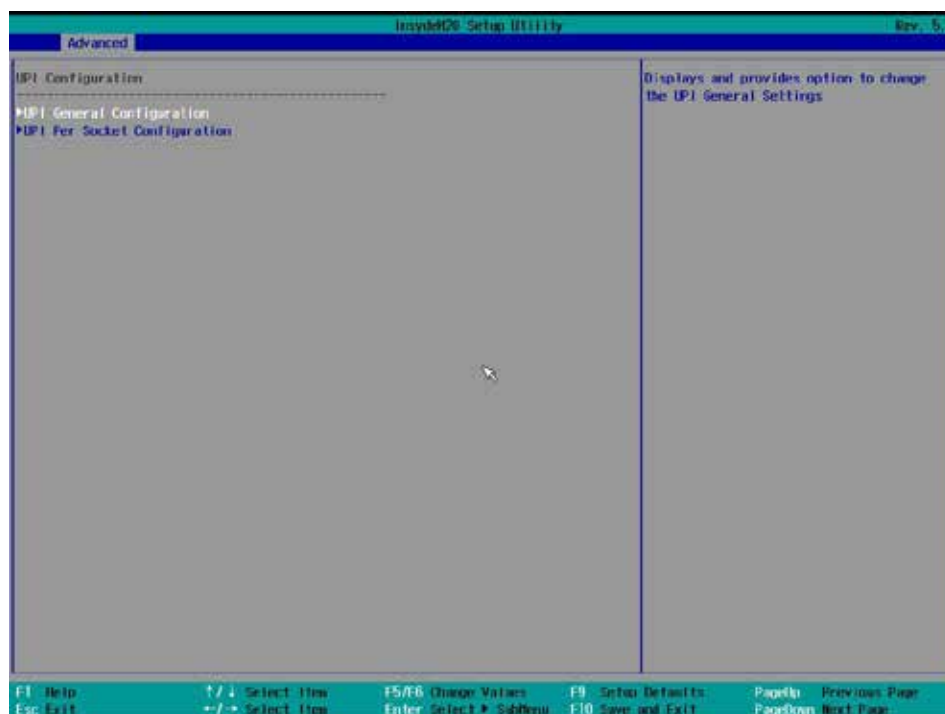 InsydeH20 Setup Utility Rev. 5.
Advanced
UPI Configuration
Displays and provides option to change
the UPI General Settings
▶UPI General Configuration
▶UPI Per Socket Configuration
F1 Help ↑/↓ Select Item F5/F6 Change Values F9 Setup Defaults PageUp Previous Page
Esc Exit ←/→ Select Item Enter Select ▶ SubMenu F10 Save and Exit PageDown Next Page